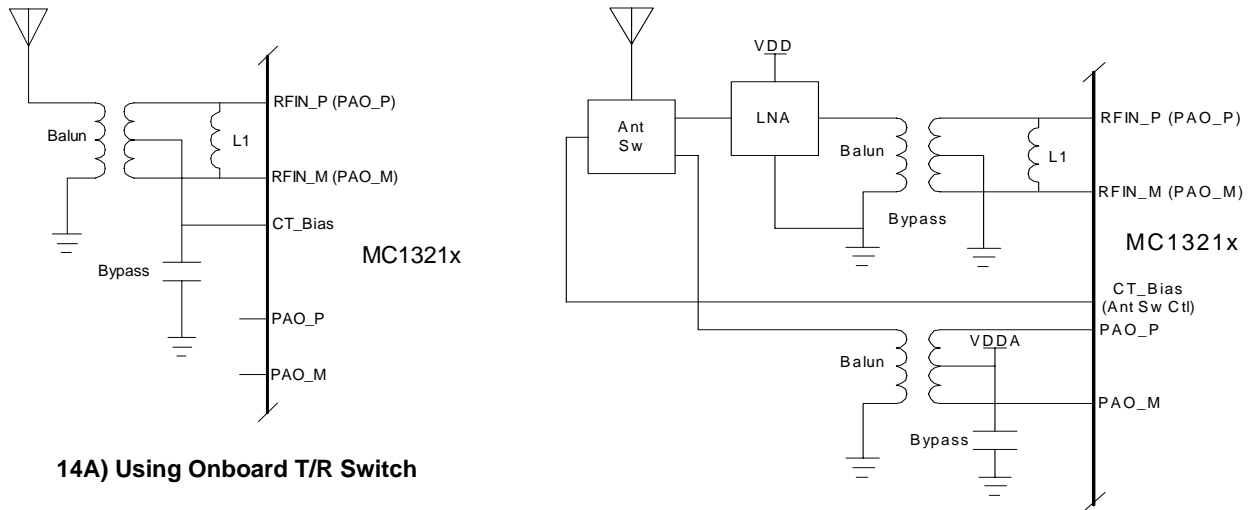 RFIN_P (PAO_P)
Balun
L1
RFIN_M (PAO_M)
CT_Bias
MC1321x
Bypass
PAO_P
PAO_M
14A) Using Onboard T/R Switch
VDD
Ant
Sw
LNA
RFIN_P (PAO_P)
Balun
L1
RFIN_M (PAO_M)
Bypass
MC1321x
CT_Bias
(Ant Sw Ctl)
PAO_P
VDDA
Balun
PAO_M
Bypass